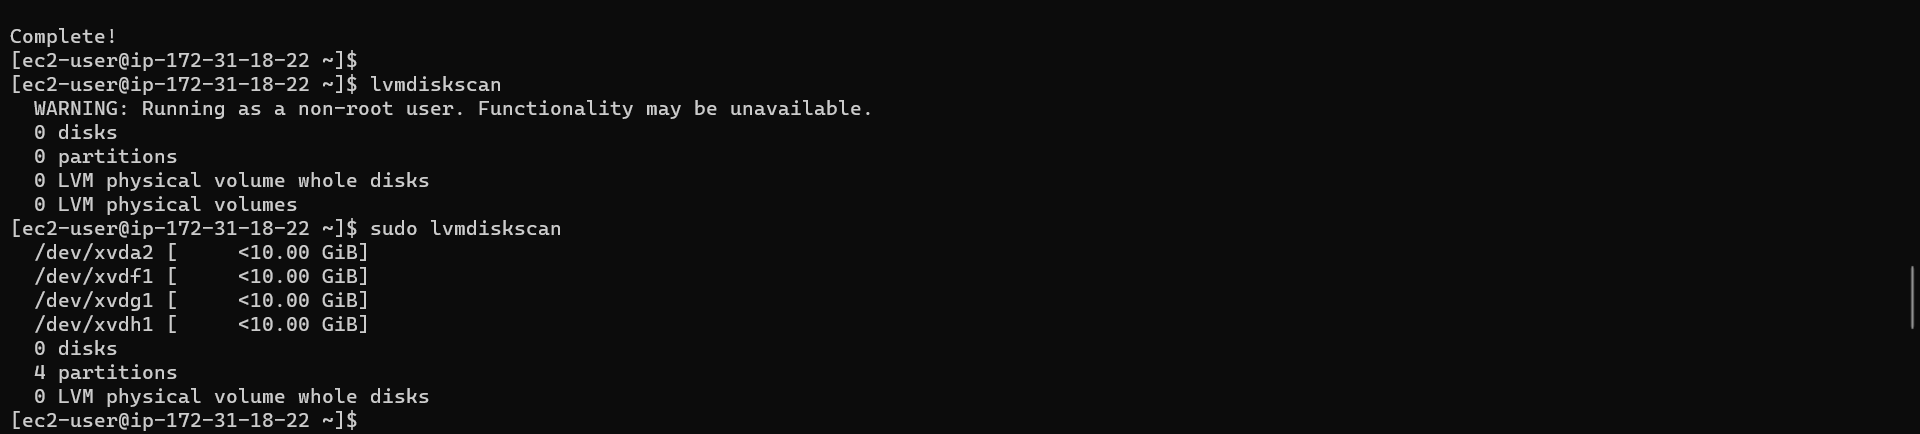 Complete!
[ec2-user@ip-172-31-18-22 ~]$
[ec2-user@ip-172-31-18-22 ~]$ lvmdiskscan
  WARNING: Running as a non-root user. Functionality may be unavailable.
  0 disks
  0 partitions
  0 LVM physical volume whole disks
  0 LVM physical volumes
[ec2-user@ip-172-31-18-22 ~]$ sudo lvmdiskscan
  /dev/xvda2 [     <10.00 GiB]
  /dev/xvdf1 [     <10.00 GiB]
  /dev/xvdg1 [     <10.00 GiB]
  /dev/xvdh1 [     <10.00 GiB]
  0 disks
  4 partitions
  0 LVM physical volume whole disks
[ec2-user@ip-172-31-18-22 ~]$